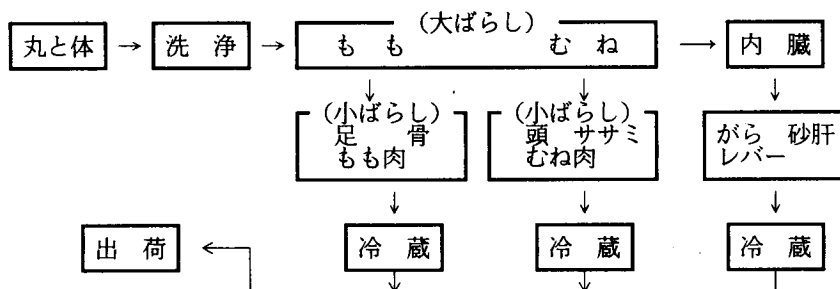 (大ばらし)
丸と体 → 洗 浄 → もも むね → 内 臓
(小ばらし) (小ばらし)
足 骨 頭 ササミ がら 砂肝
もも肉 むね肉 レバー
出 荷 冷 蔵 冷 蔵 冷 蔵